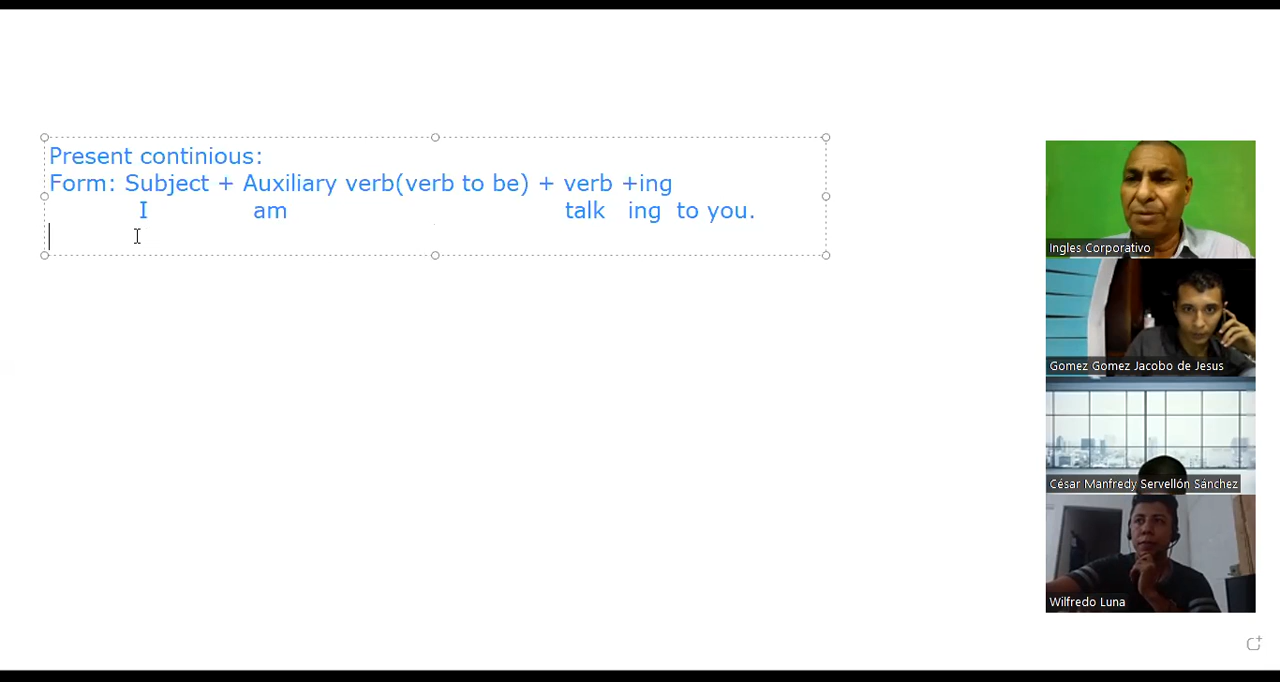 Present continious:
Form: Subject + Auxiliary verb(verb to be) + verb +ing
I am talk ing to you.
Ingles Corporativo
Gomez Gomez Jacobo de Jesus
César Manfredy Servellón Sánchez
Wilfredo Luna